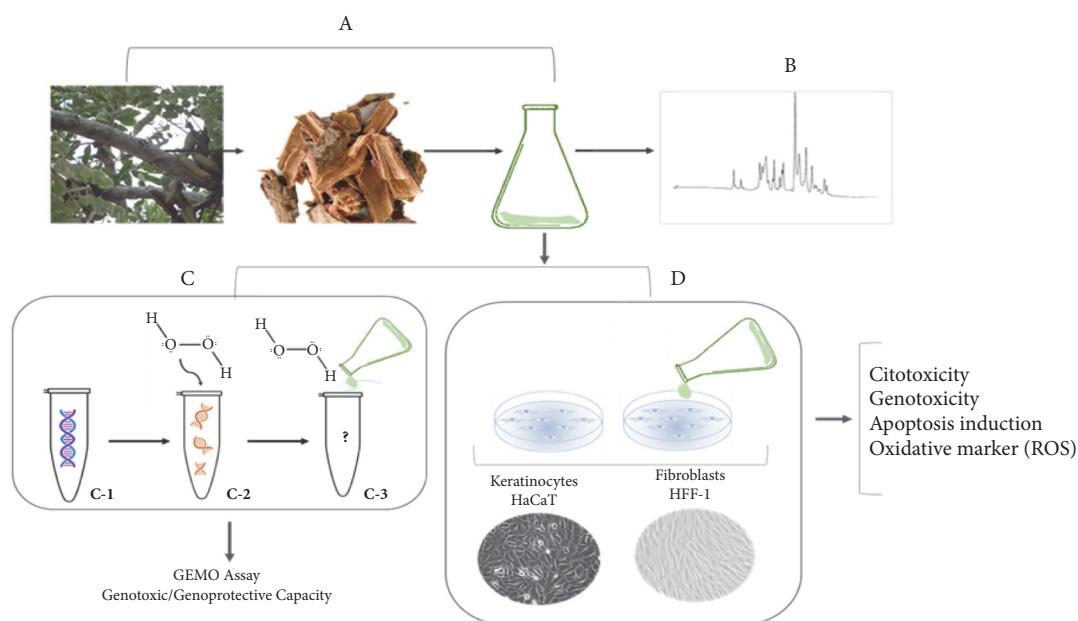 A
B
C
D
H
:O — O:
H
H
:O — O:
H
?
C-1
C-2
C-3
Keratinocytes
HaCaT
Fibroblasts
HFF-1
GEMO Assay
Genotoxic/Genoprotective Capacity
Citotoxicity
Genotoxicity
Apoptosis induction
Oxidative marker (ROS)